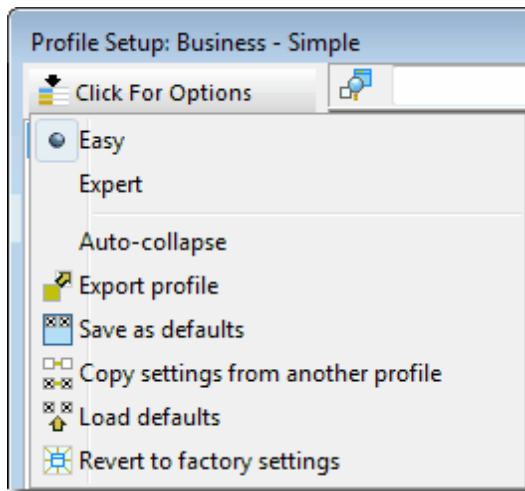 Profile Setup: Business - Simple
Click For Options
Easy
Expert
Auto-collapse
Export profile
Save as defaults
Copy settings from another profile
Load defaults
Revert to factory settings